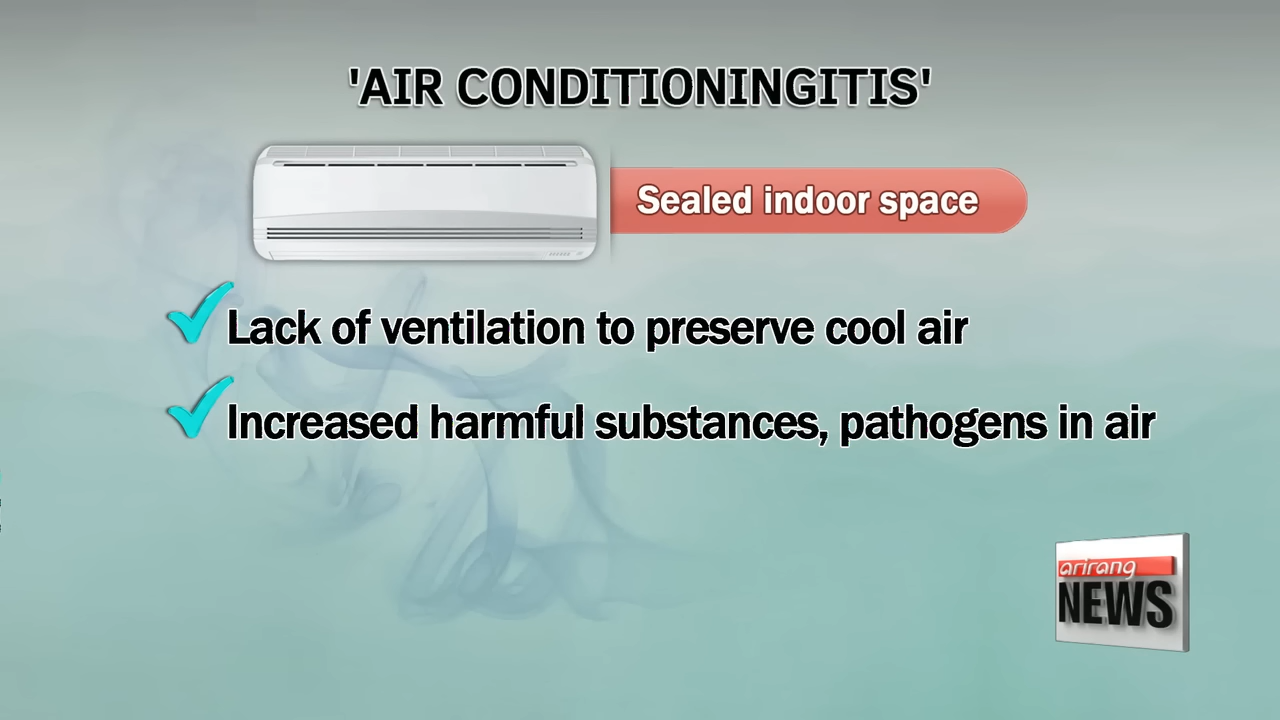 'AIR CONDITIONINGITIS'
Sealed indoor space
Lack of ventilation to preserve cool air
Increased harmful substances, pathogens in air
arirang
NEWS